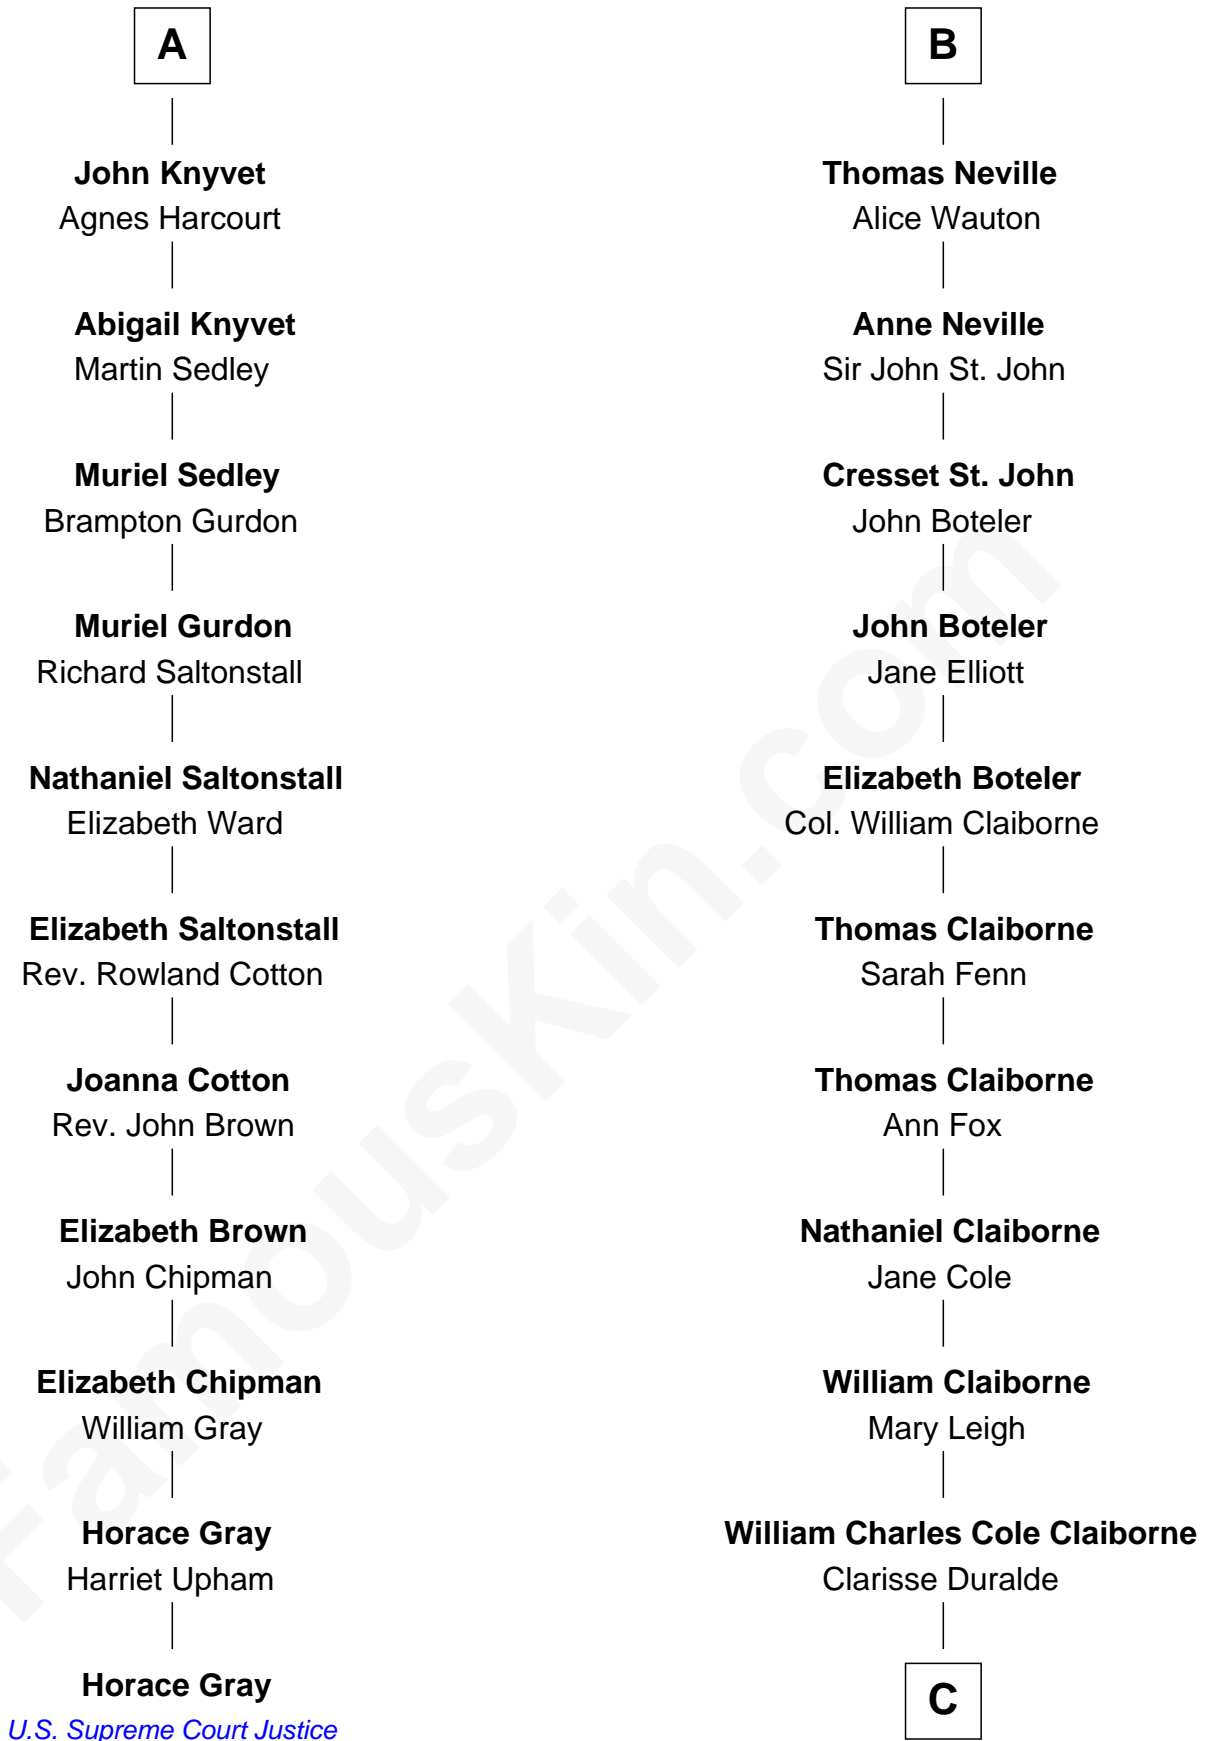 A
John Knyvet
Agnes Harcourt
Abigail Knyvet
Martin Sedley
Muriel Sedley
Brampton Gurdon
Muriel Gurdon
Richard Saltonstall
Nathaniel Saltonstall
Elizabeth Ward
Elizabeth Saltonstall
Rev. Rowland Cotton
Joanna Cotton
Rev. John Brown
Elizabeth Brown
John Chipman
Elizabeth Chipman
William Gray
Horace Gray
Harriet Upham
Horace Gray
U.S. Supreme Court Justice
B
Thomas Neville
Alice Wauton
Anne Neville
Sir John St. John
Cresset St. John
John Boteler
John Boteler
Jane Elliott
Elizabeth Boteler
Col. William Claiborne
Thomas Claiborne
Sarah Fenn
Thomas Claiborne
Ann Fox
Nathaniel Claiborne
Jane Cole
William Claiborne
Mary Leigh
William Charles Cole Claiborne
Clarisse Duralde
C
FamousKin.com